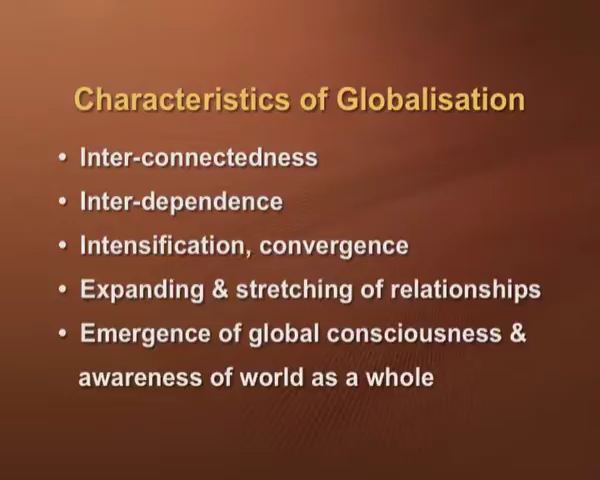 Characteristics of Globalisation
• Inter-connectedness
• Inter-dependence
• Intensification, convergence
• Expanding & stretching of relationships
• Emergence of global consciousness &
awareness of world as a whole